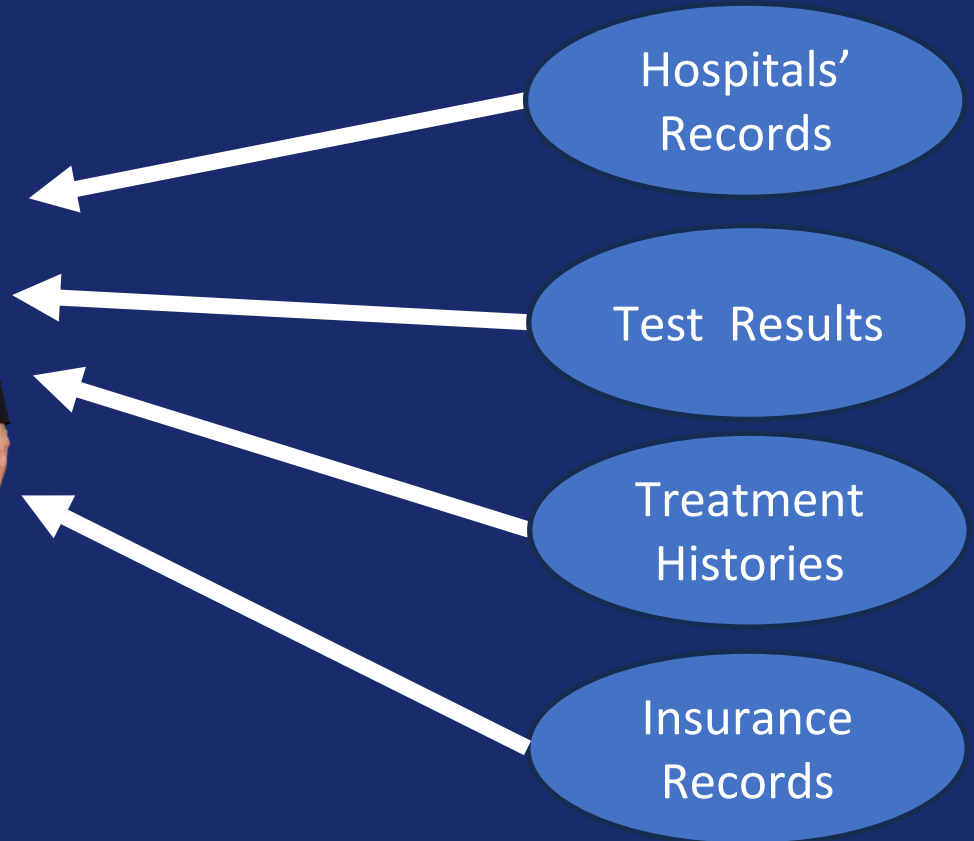 Hospitals’
Records
Test  Results
Treatment
Histories
Insurance
Records